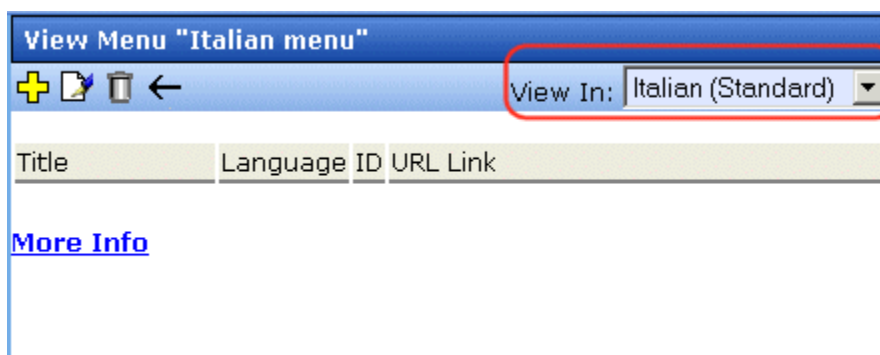 View Menu "Italian menu"
View In: Italian (Standard)
Title Language ID URL Link
More Info